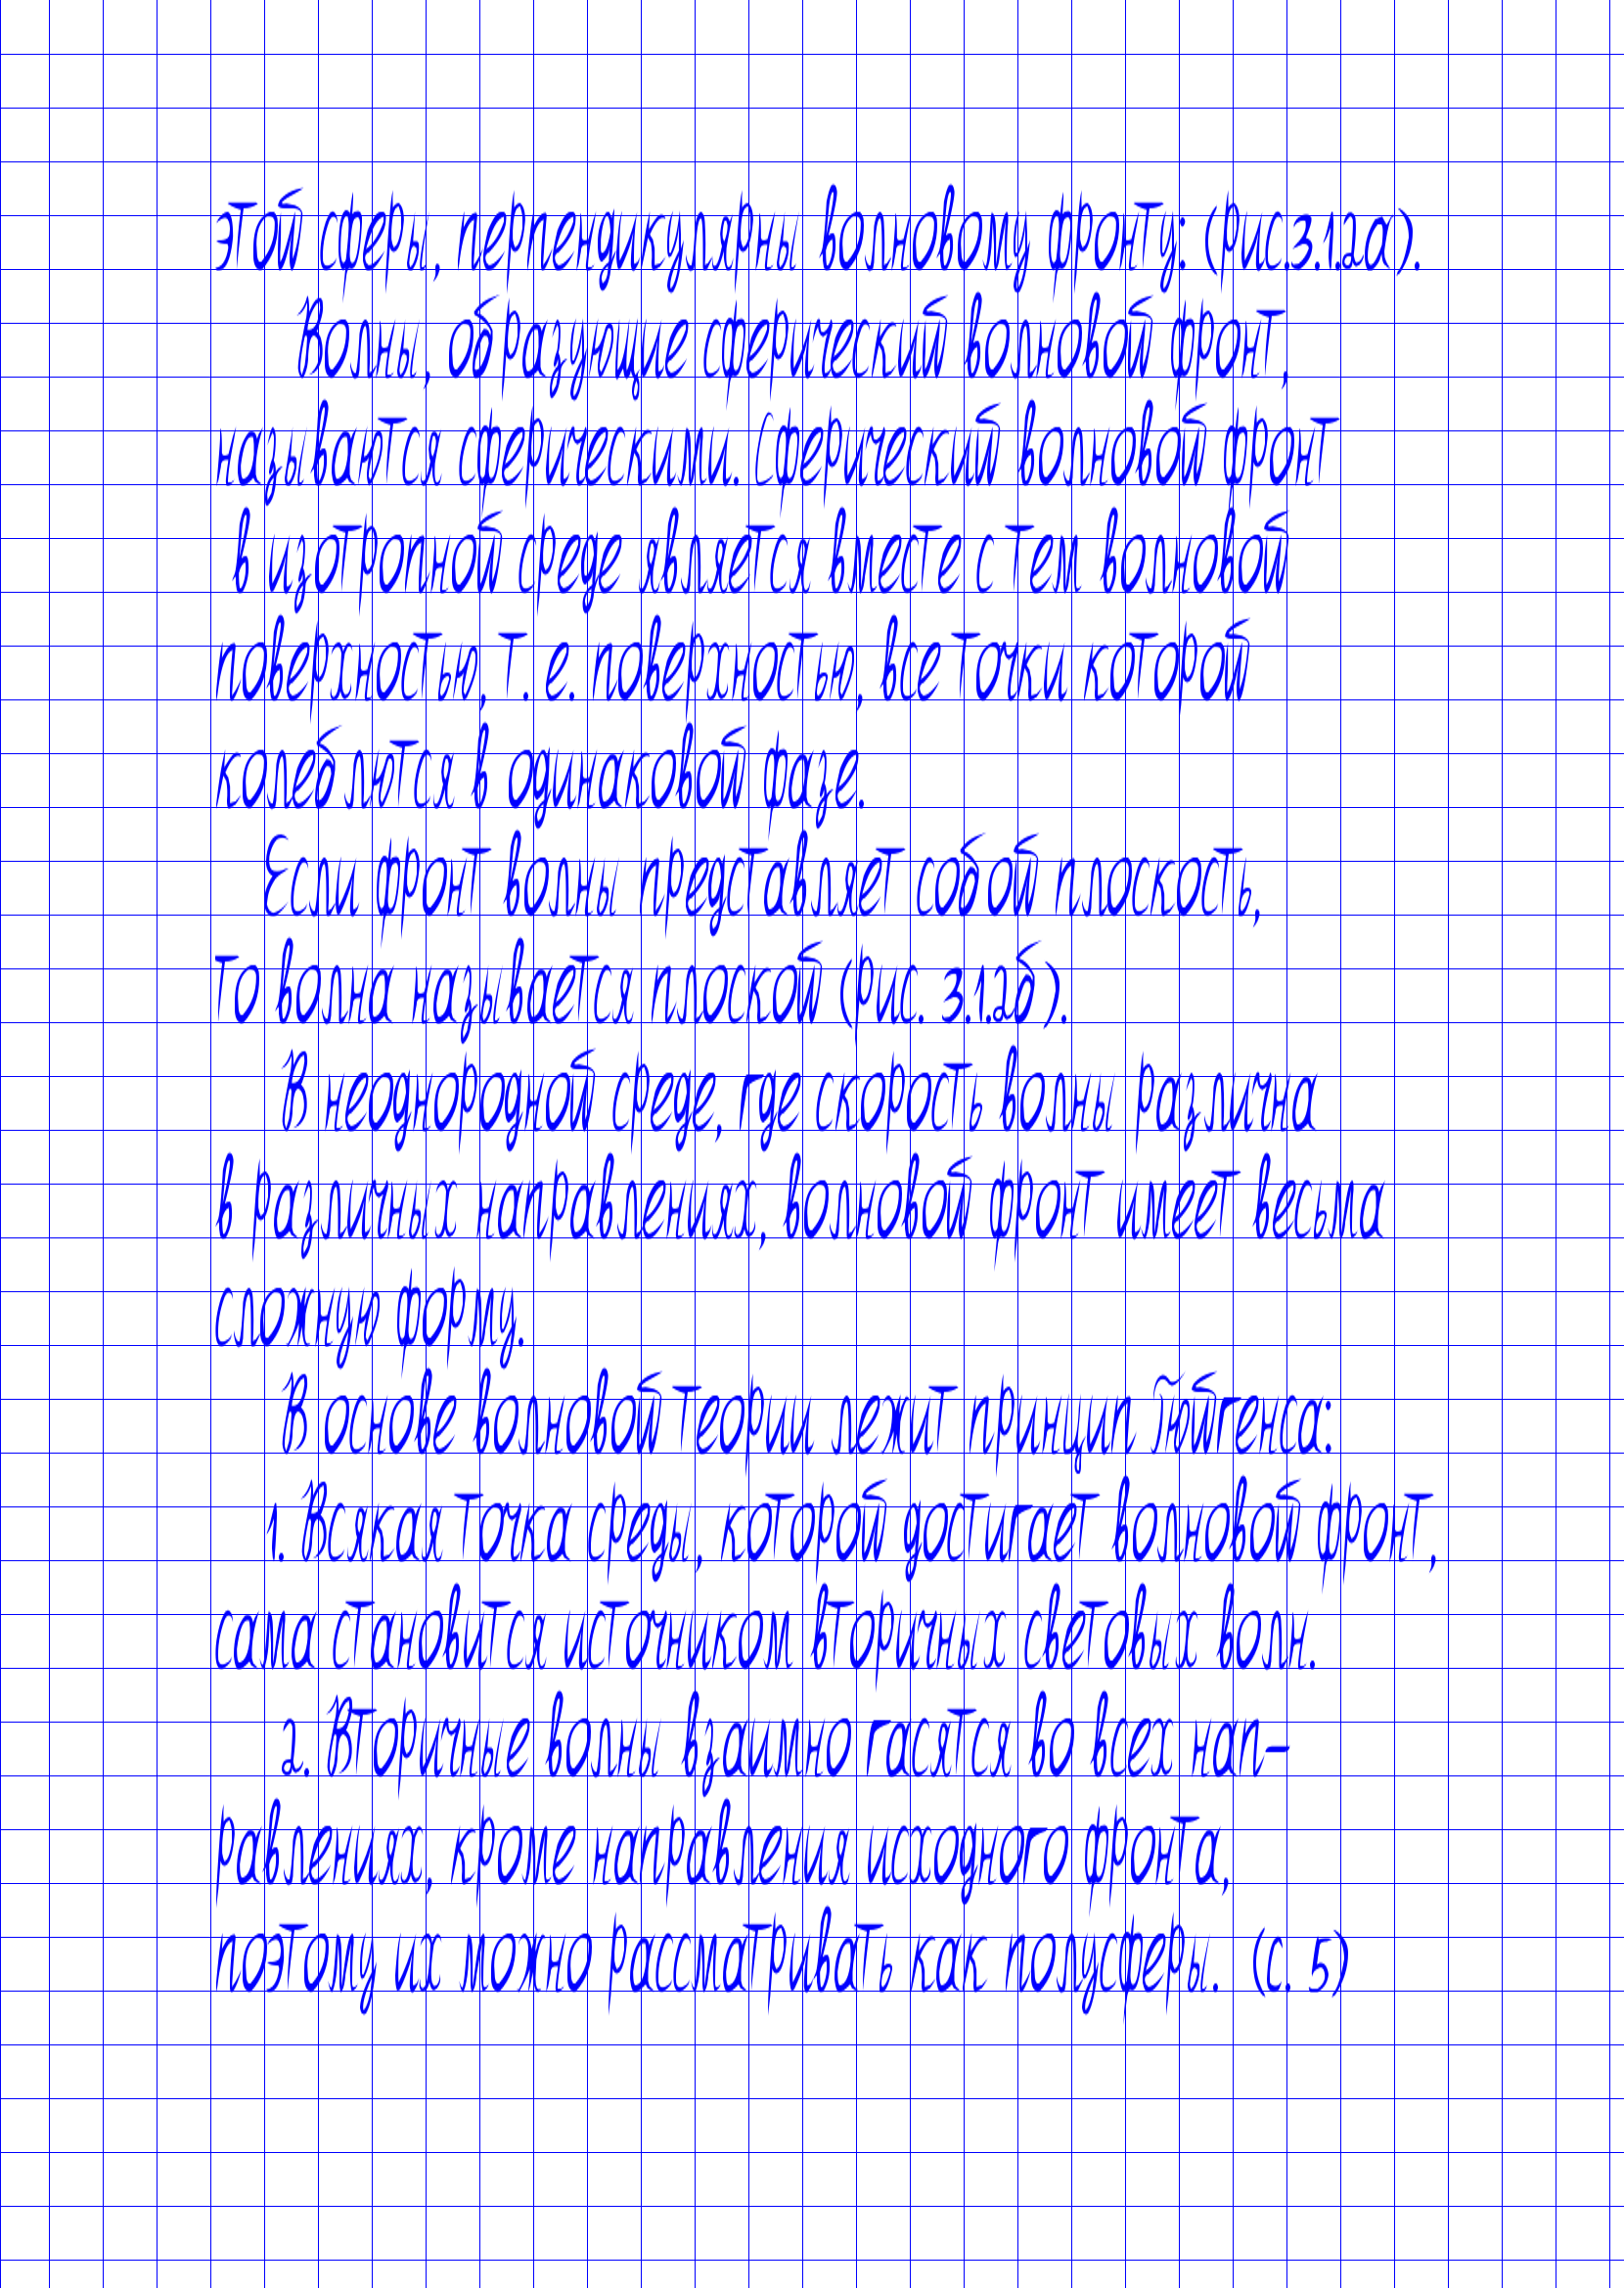 этой сферы, перпендикулярны волновому фронту: (рис.3.1.2а).
Волны, образующие сферический волновой фронт,
называются сферическими. Сферический волновой фронт
в изотропной среде является вместе с тем волновой
поверхностью, т. е. поверхностью, все точки которой
колеблются в одинаковой фазе.
Если фронт волны представляет собой плоскость,
то волна называется плоской (рис. 3.1.2б).
В неоднородной среде, где скорость волны различна
в различных направлениях, волновой фронт имеет весьма
сложную форму.
В основе волновой теории лежит принцип Гюйгенса:
1. Всякая точка среды, которой достигает волновой фронт,
сама становится источником вторичных световых волн.
2. Вторичные волны взаимно гасятся во всех нап-
равлениях, кроме направления исходного фронта,
поэтому их можно рассматривать как полусферы. (с. 5)